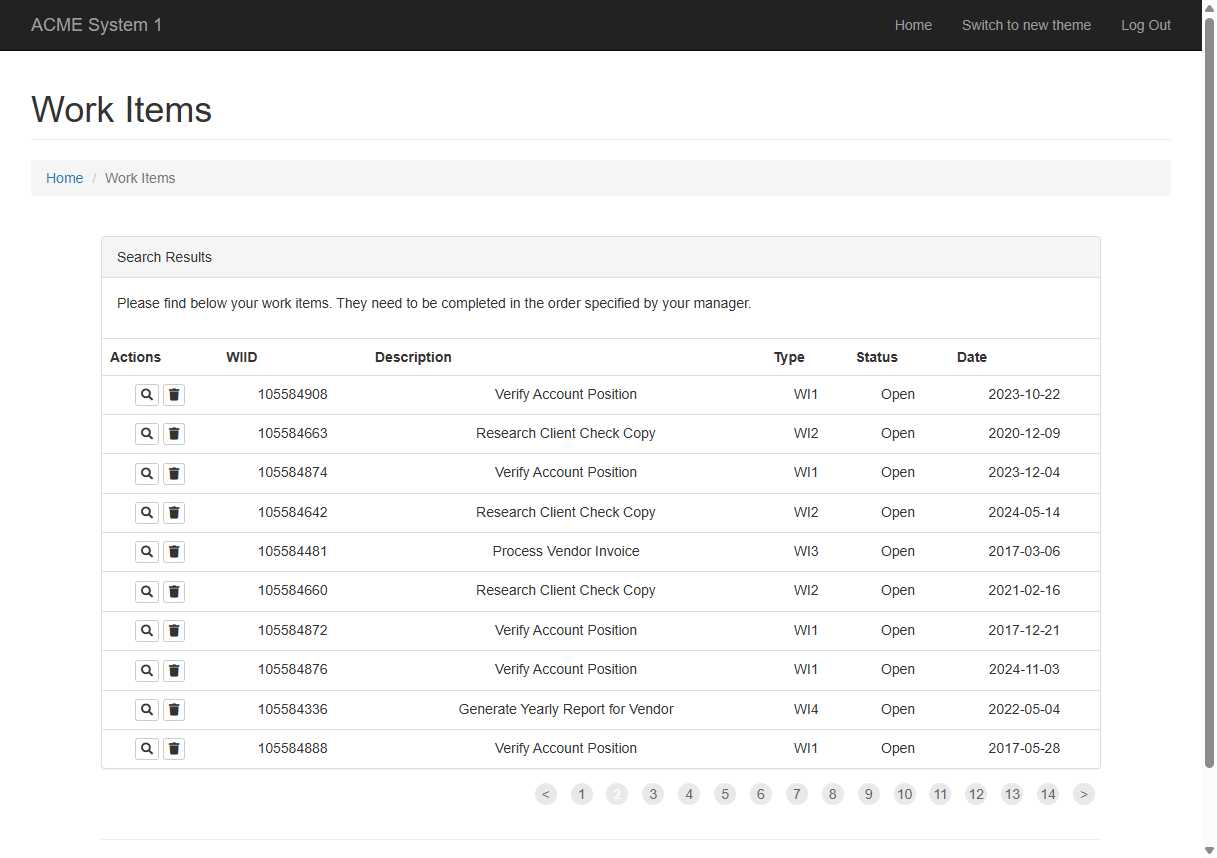 ACME System 1 Home Switch to new theme Log Out
Work Items
Home / Work Items
Search Results
Please find below your work items. They need to be completed in the order specified by your manager.
Actions WIID Description Type Status Date
105584908 Verify Account Position WI1 Open 2023-10-22
105584663 Research Client Check Copy WI2 Open 2020-12-09
105584874 Verify Account Position WI1 Open 2023-12-04
105584642 Research Client Check Copy WI2 Open 2024-05-14
105584481 Process Vendor Invoice WI3 Open 2017-03-06
105584660 Research Client Check Copy WI2 Open 2021-02-16
105584872 Verify Account Position WI1 Open 2017-12-21
105584876 Verify Account Position WI1 Open 2024-11-03
105584336 Generate Yearly Report for Vendor WI4 Open 2022-05-04
105584888 Verify Account Position WI1 Open 2017-05-28
< 1 2 3 4 5 6 7 8 9 10 11 12 13 14 >